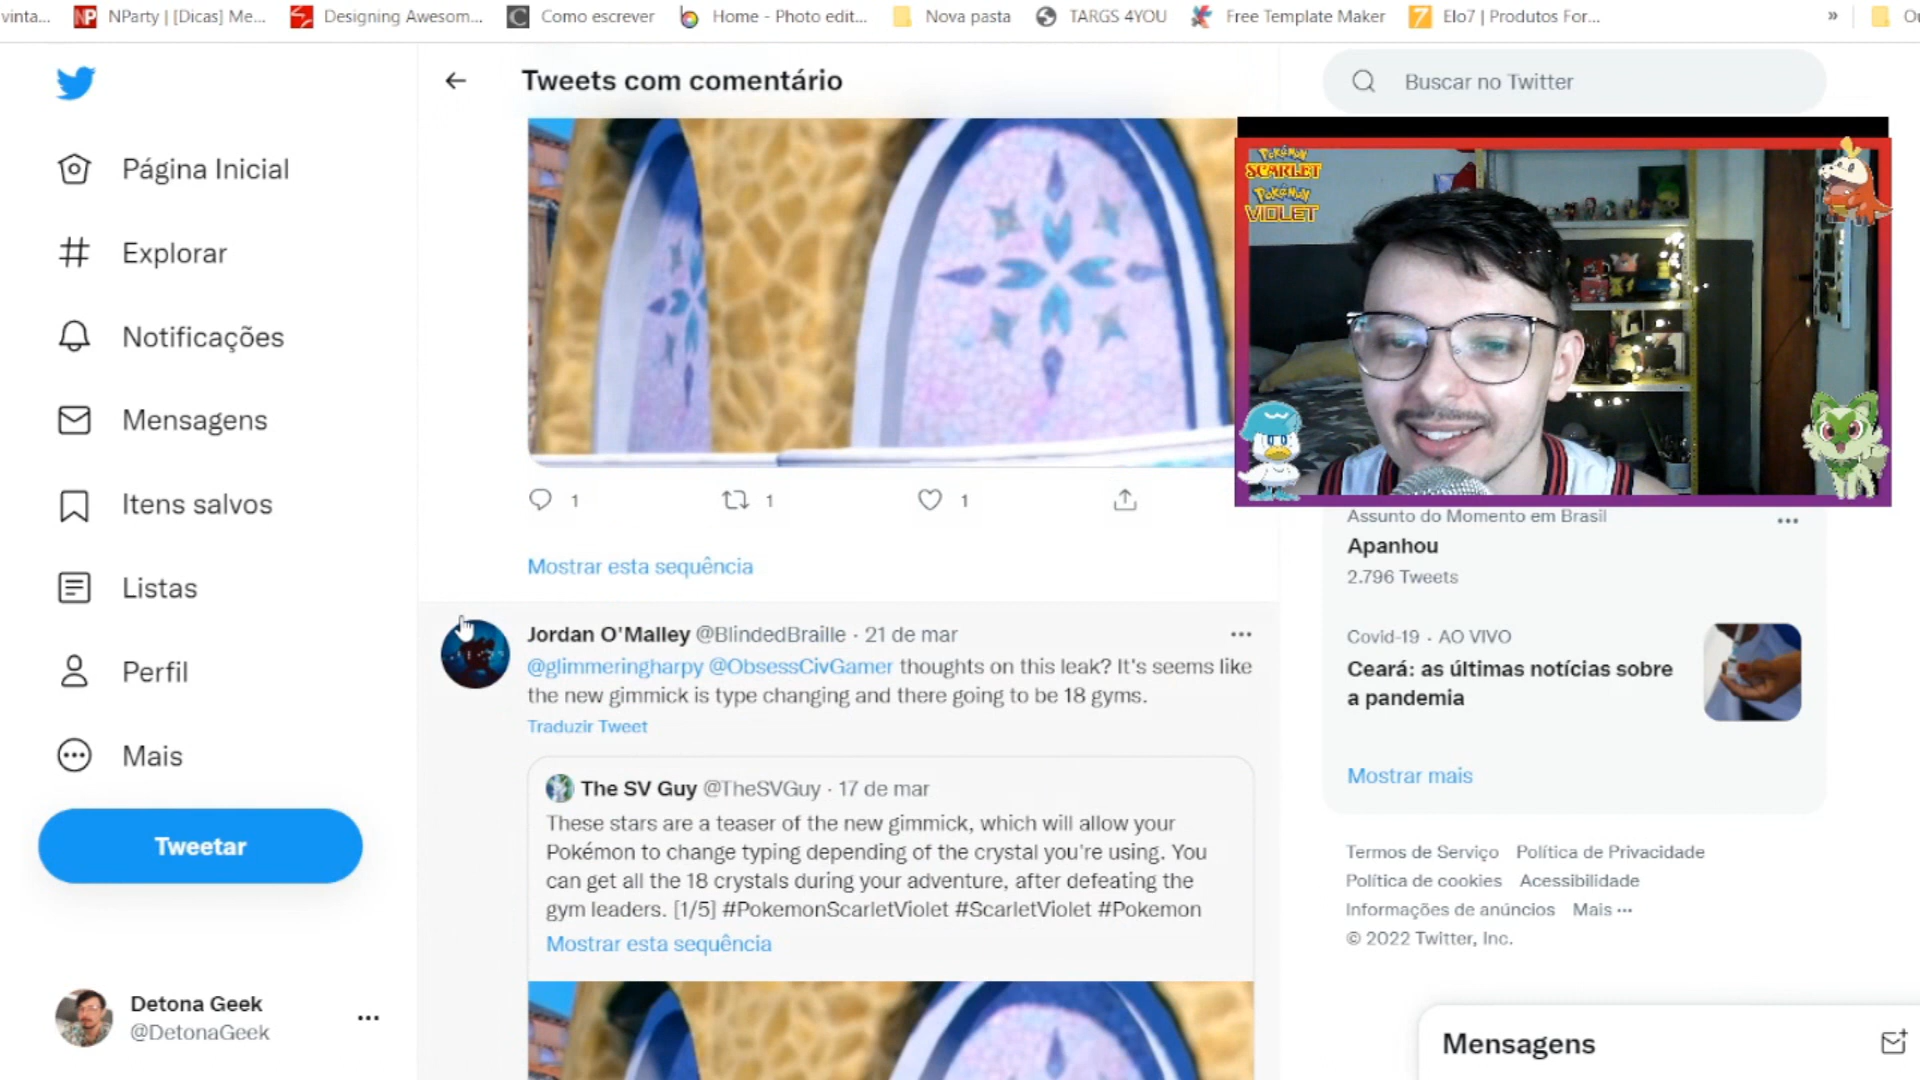 vinta...
NParty | [Dicas] Me...
Designing Awesom...
Como escrever
Home - Photo edit...
Nova pasta
TARGS 4YOU
Free Template Maker
Elo7 | Produtos For...
»
Ou
Página Inicial
Explorar
Notificações
Mensagens
Itens salvos
Listas
Perfil
Mais
Tweetar
Detona Geek
@DetonaGeek
Tweets com comentário
1
1
1
Mostrar esta sequência
Jordan O'Malley @BlindedBraille · 21 de mar
@glimmeringharpy @ObsessCivGamer thoughts on this leak? It's seems like
the new gimmick is type changing and there going to be 18 gyms.
Traduzir Tweet
The SV Guy @TheSVGuy · 17 de mar
These stars are a teaser of the new gimmick, which will allow your
Pokémon to change typing depending of the crystal you're using. You
can get all the 18 crystals during your adventure, after defeating the
gym leaders. [1/5] #PokemonScarletViolet #ScarletViolet #Pokemon
Mostrar esta sequência
Buscar no Twitter
Pokémon
SCARLET
Pokémon
VIOLET
Assunto do Momento em Brasil
Apanhou
2.796 Tweets
Covid-19 · AO VIVO
Ceará: as últimas notícias sobre
a pandemia
Mostrar mais
Termos de Serviço Política de Privacidade
Política de cookies Acessibilidade
Informações de anúncios Mais ···
© 2022 Twitter, Inc.
Mensagens